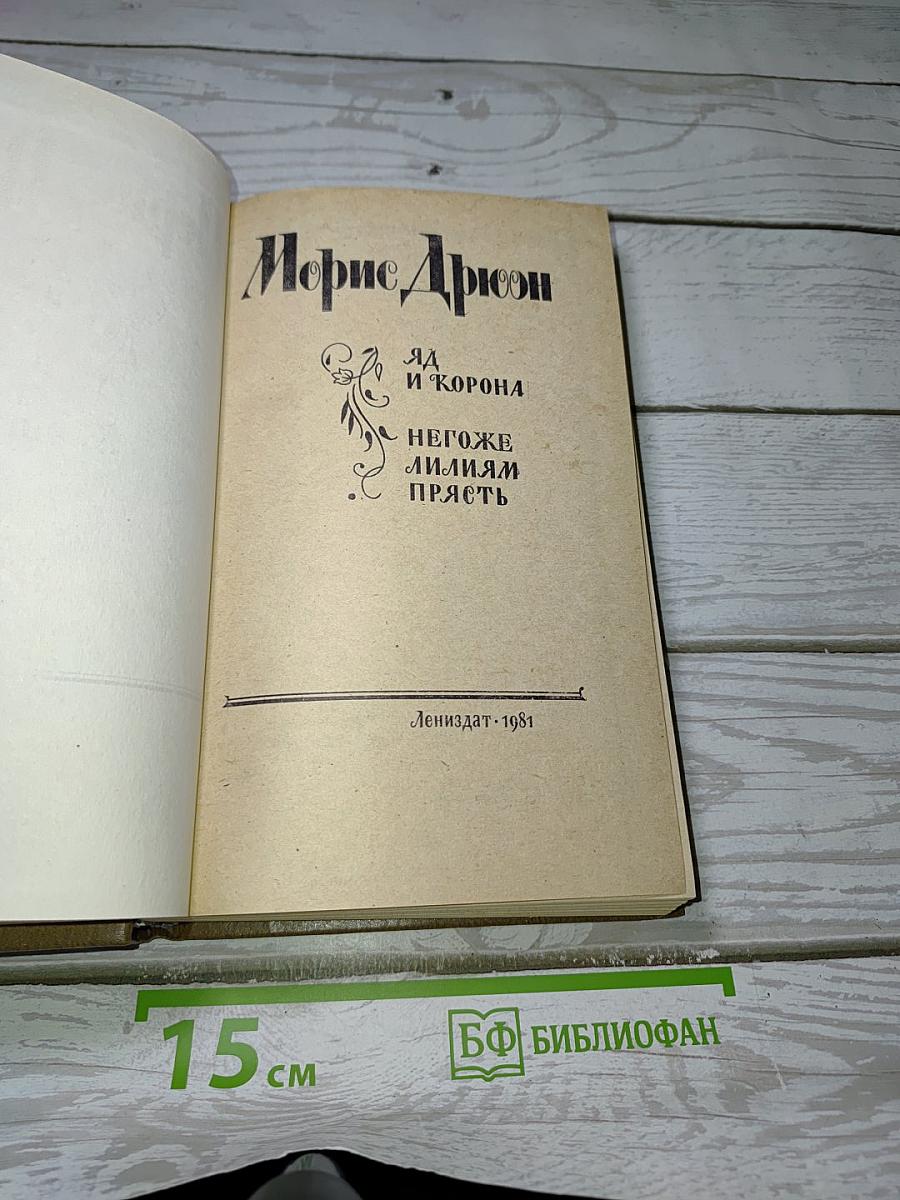 Морис Дрюон
ЯД
И КОРОНА
НЕГОЖЕ
ЛИЛИЯМ
ПРЯСТЬ
Лениздат · 1981
15 см
БФ БИБЛИОФАН